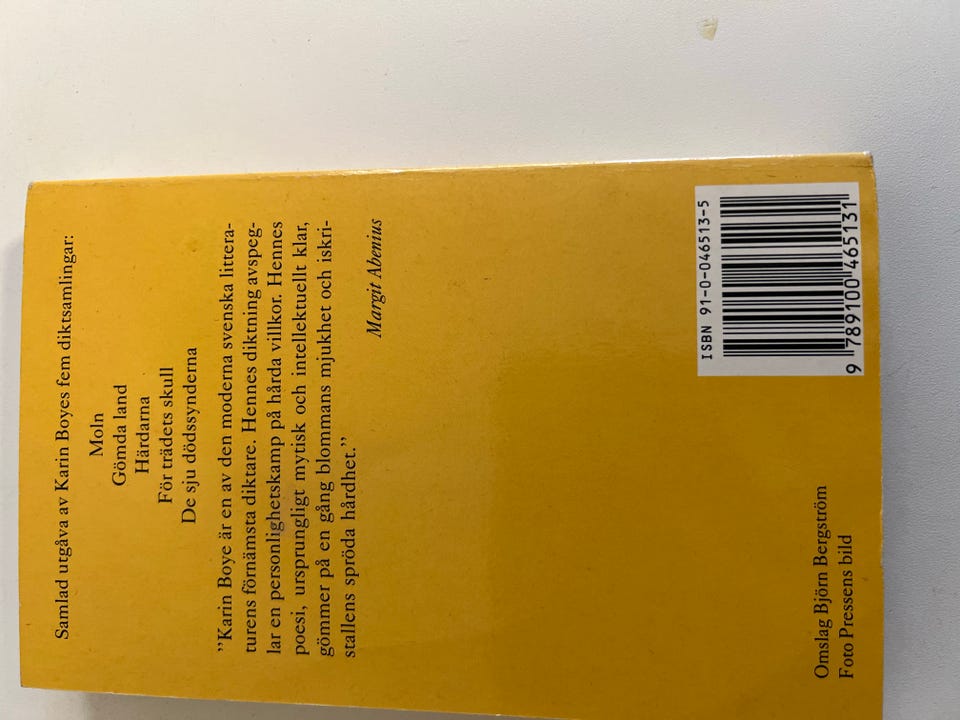 Samlad utgåva av Karin Boyes fem diktsamlingar:
Moln
Gömda land
Härdarna
För trädets skull
De sju dödssynderna
”Karin Boye är en av den moderna svenska littera-
turens förnämsta diktare. Hennes diktning avspeg-
lar en personlighetskamp på hårda villkor. Hennes
poesi, ursprungligt mytisk och intellektuellt klar,
gömmer på en gång blommans mjukhet och iskri-
stallens spröda hårdhet.”
Margit Abenius
ISBN 91-0-046513-5
9 789100 465131
Omslag Björn Bergström
Foto Pressens bild